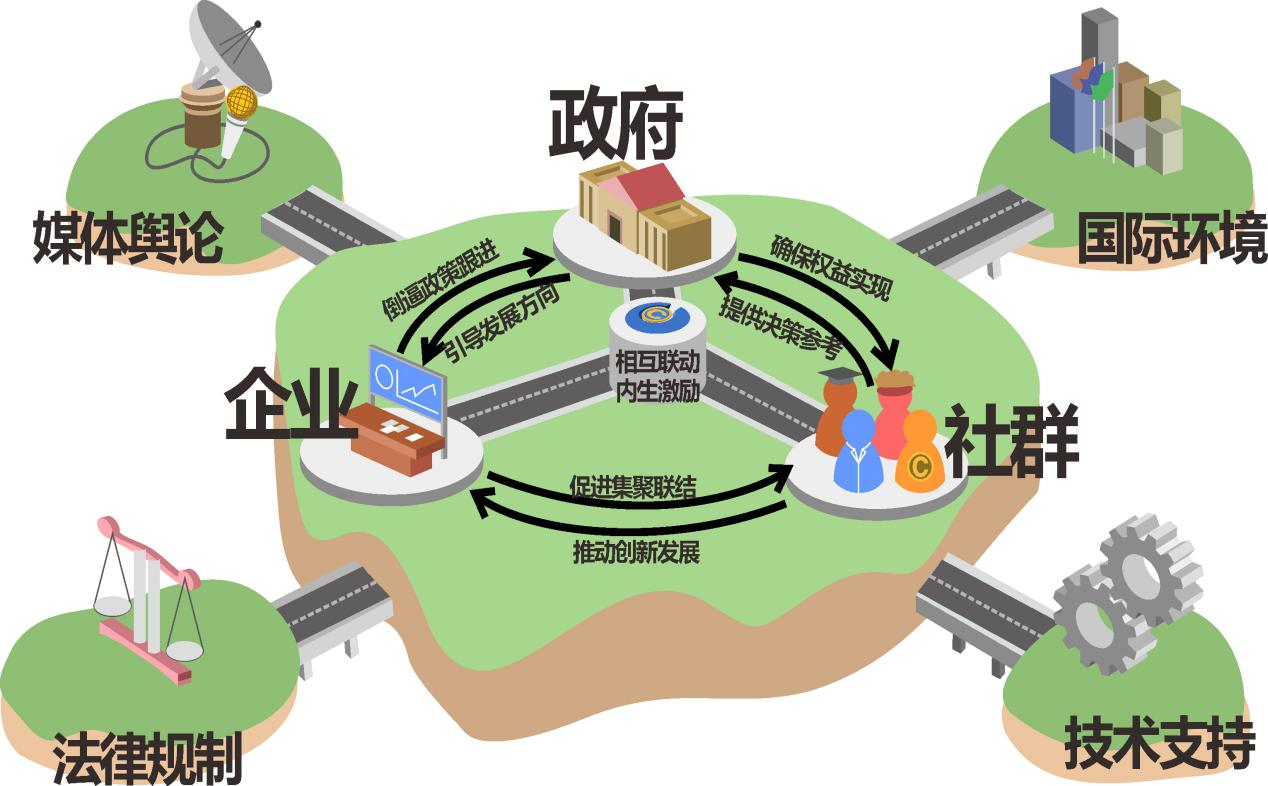 政府
媒体舆论
国际环境
倒逼政策跟进
引导发展方向
确保权益实现
提供决策参考
相互联动
内生激励
企业
社群
促进集聚联结
推动创新发展
法律规制
技术支持